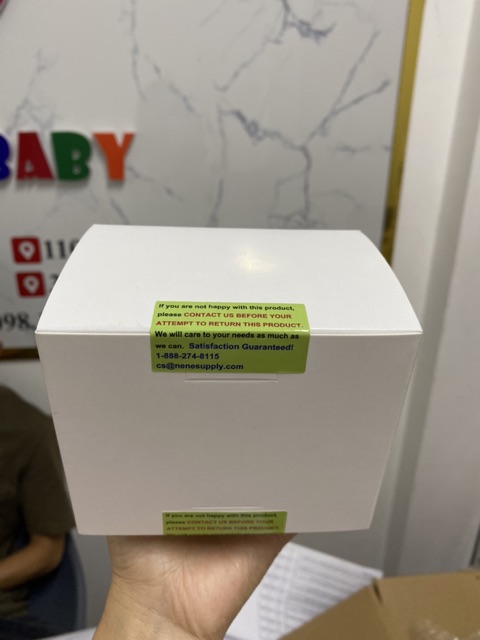 BABY
If you are not happy with this product,
please CONTACT US BEFORE YOUR
ATTEMPT TO RETURN THIS PRODUCT.
We will care to your needs as much as
we can. Satisfaction Guaranteed!
1-888-274-8115
cs@nenesupply.com
If you are not happy with this product,
please CONTACT US BEFORE YOUR
ATTEMPT TO RETURN THIS PRODUCT.